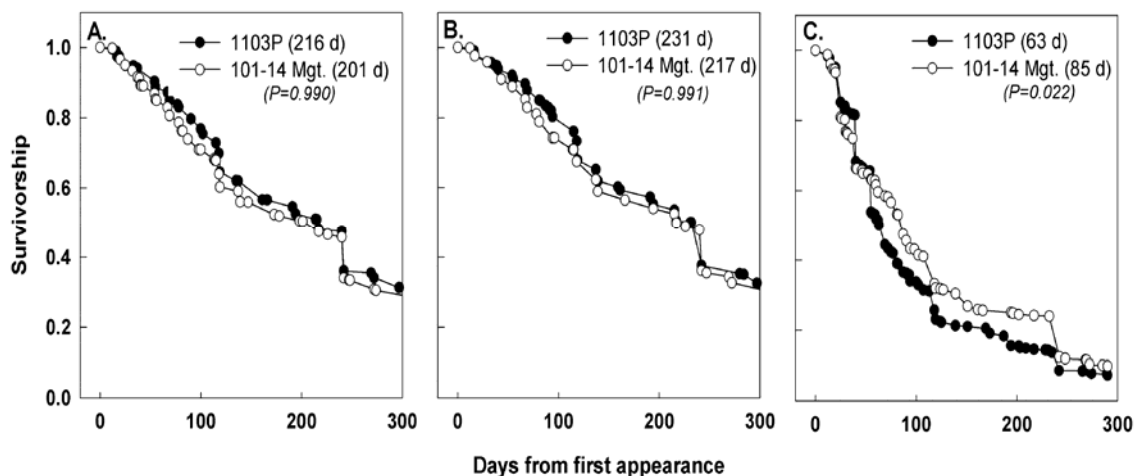 A.
1103P (216 d)
101-14 Mgt. (201 d)
(P=0.990)
B.
1103P (231 d)
101-14 Mgt. (217 d)
(P=0.991)
C.
1103P (63 d)
101-14 Mgt. (85 d)
(P=0.022)
Survivorship
1.0
0.8
0.6
0.4
0.2
0.0
0 100 200 300
0 100 200 300
0 100 200 300
Days from first appearance